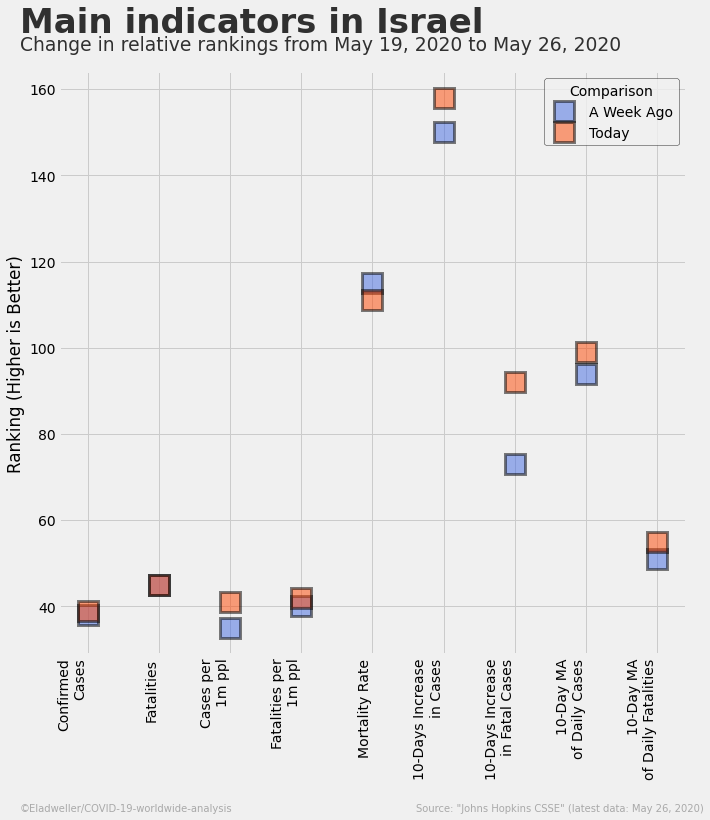 Main indicators in Israel
Change in relative rankings from May 19, 2020 to May 26, 2020
Comparison
A Week Ago
Today
Ranking (Higher is Better)
160
140
120
100
80
60
40
Confirmed
Cases
Fatalities
Cases per
1m ppl
Fatalities per
1m ppl
Mortality Rate
10-Days Increase
in Cases
10-Days Increase
in Fatal Cases
10-Day MA
of Daily Cases
10-Day MA
of Daily Fatalities
©Eladweller/COVID-19-worldwide-analysis
Source: "Johns Hopkins CSSE" (latest data: May 26, 2020)